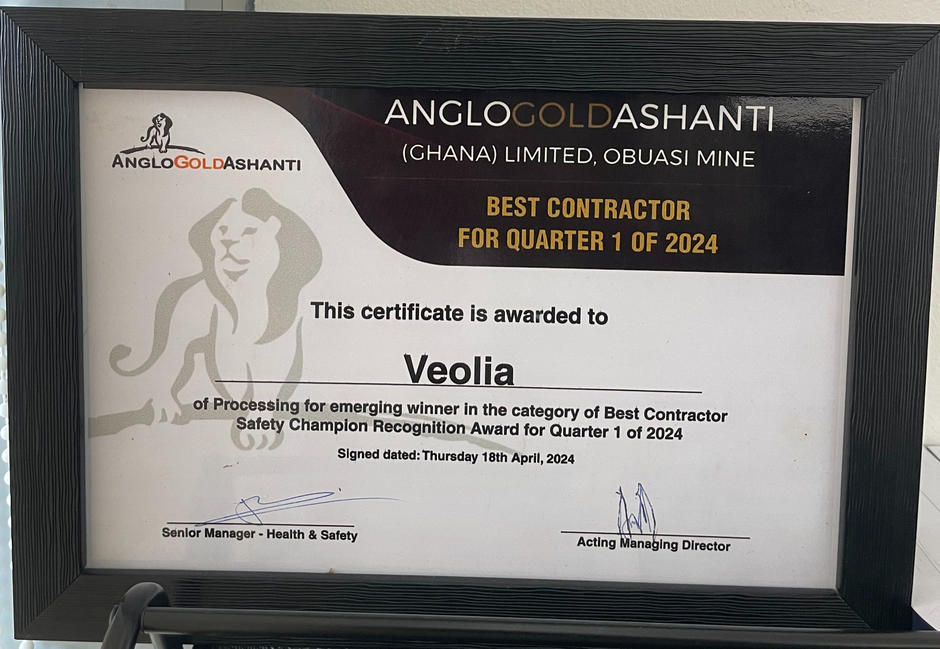 ANGLOGOLDASHANTI
ANGLOGOLDASHANTI
(GHANA) LIMITED, OBUASI MINE
BEST CONTRACTOR
FOR QUARTER 1 OF 2024
This certificate is awarded to
Veolia
of Processing for emerging winner in the category of Best Contractor
Safety Champion Recognition Award for Quarter 1 of 2024
Signed dated: Thursday 18th April, 2024
Senior Manager - Health & Safety
Acting Managing Director